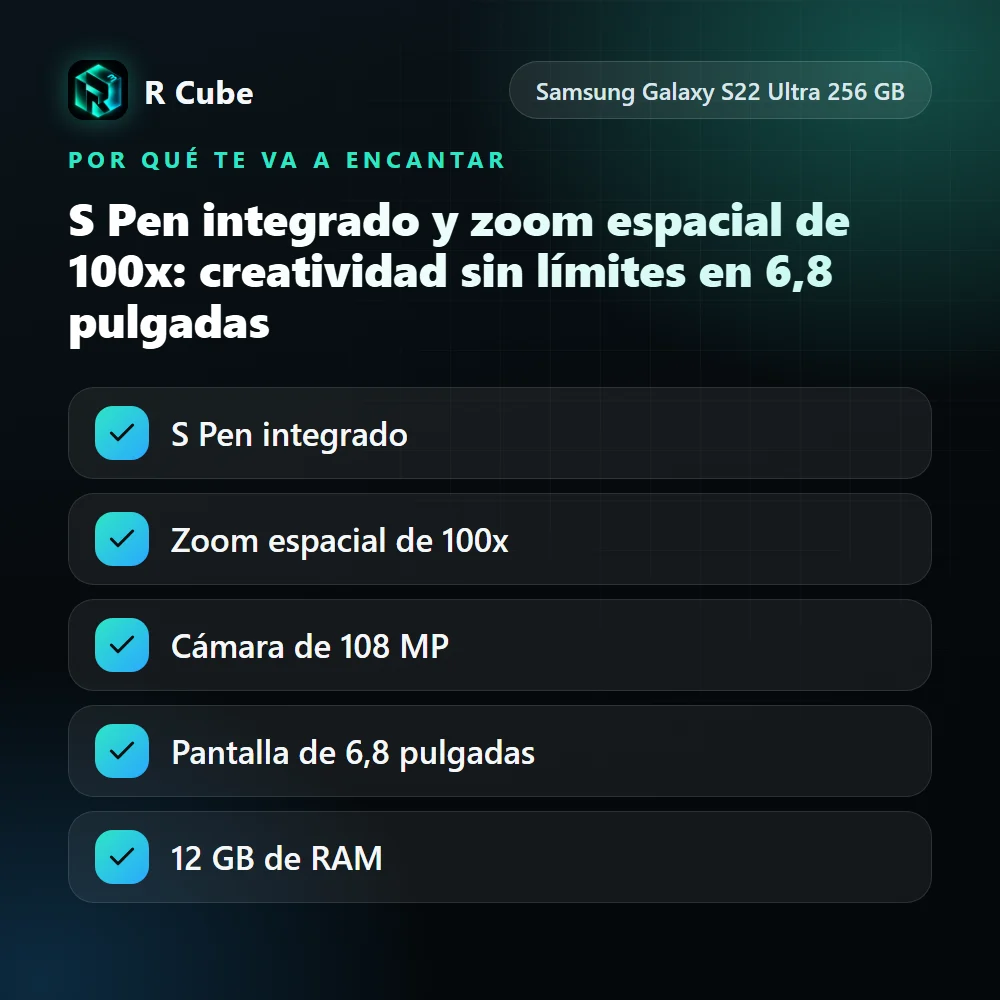 R Cube
Samsung Galaxy S22 Ultra 256 GB
POR QUÉ TE VA A ENCANTAR
S Pen integrado y zoom espacial de
100x: creatividad sin límites en 6,8
pulgadas
S Pen integrado
Zoom espacial de 100x
Cámara de 108 MP
Pantalla de 6,8 pulgadas
12 GB de RAM